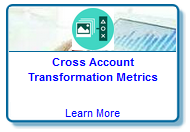 Cross Account
Transformation Metrics
Learn More